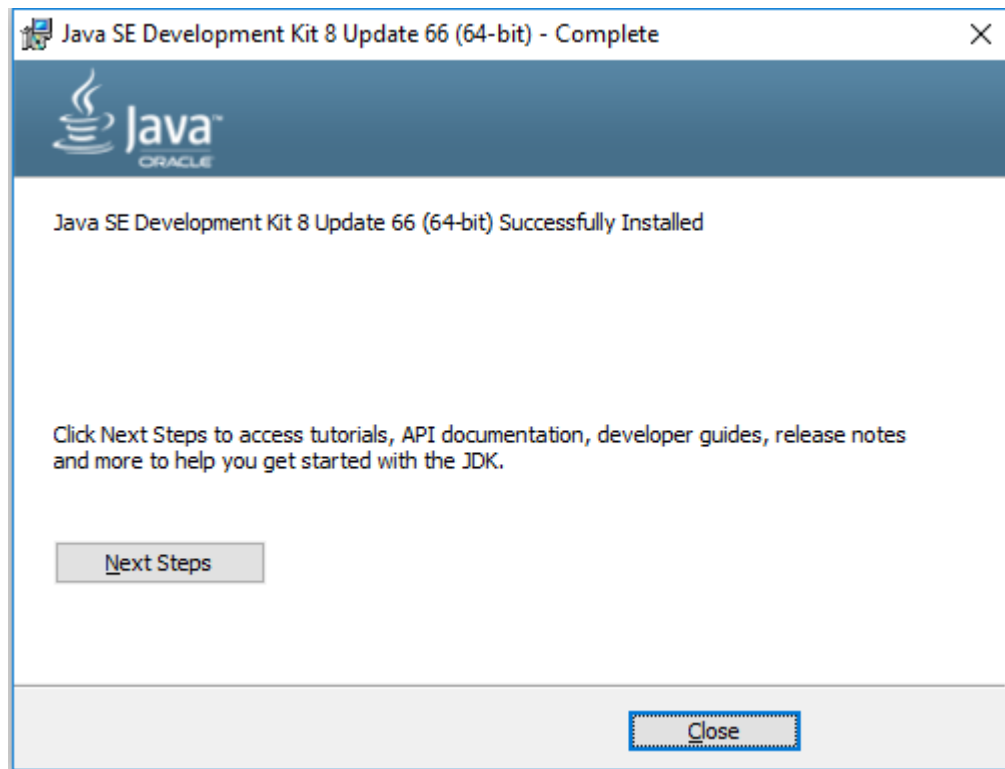 Java SE Development Kit 8 Update 66 (64-bit) - Complete
Java™
ORACLE
Java SE Development Kit 8 Update 66 (64-bit) Successfully Installed
Click Next Steps to access tutorials, API documentation, developer guides, release notes
and more to help you get started with the JDK.
Next Steps
Close